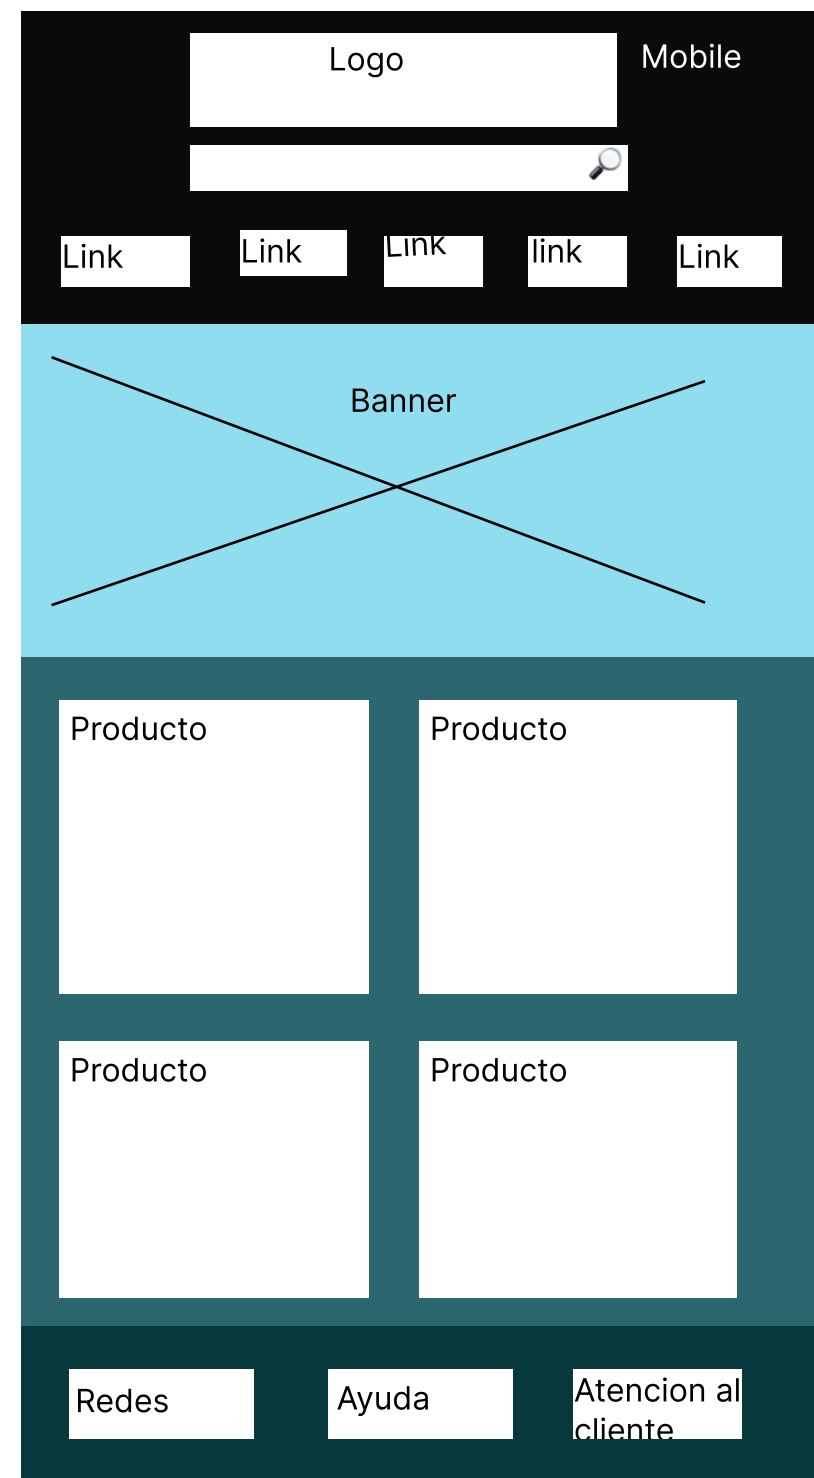 Logo
Mobile
Link
Link
Link
link
Link
Banner
Producto
Producto
Producto
Producto
Redes
Ayuda
Atencion al
cliente